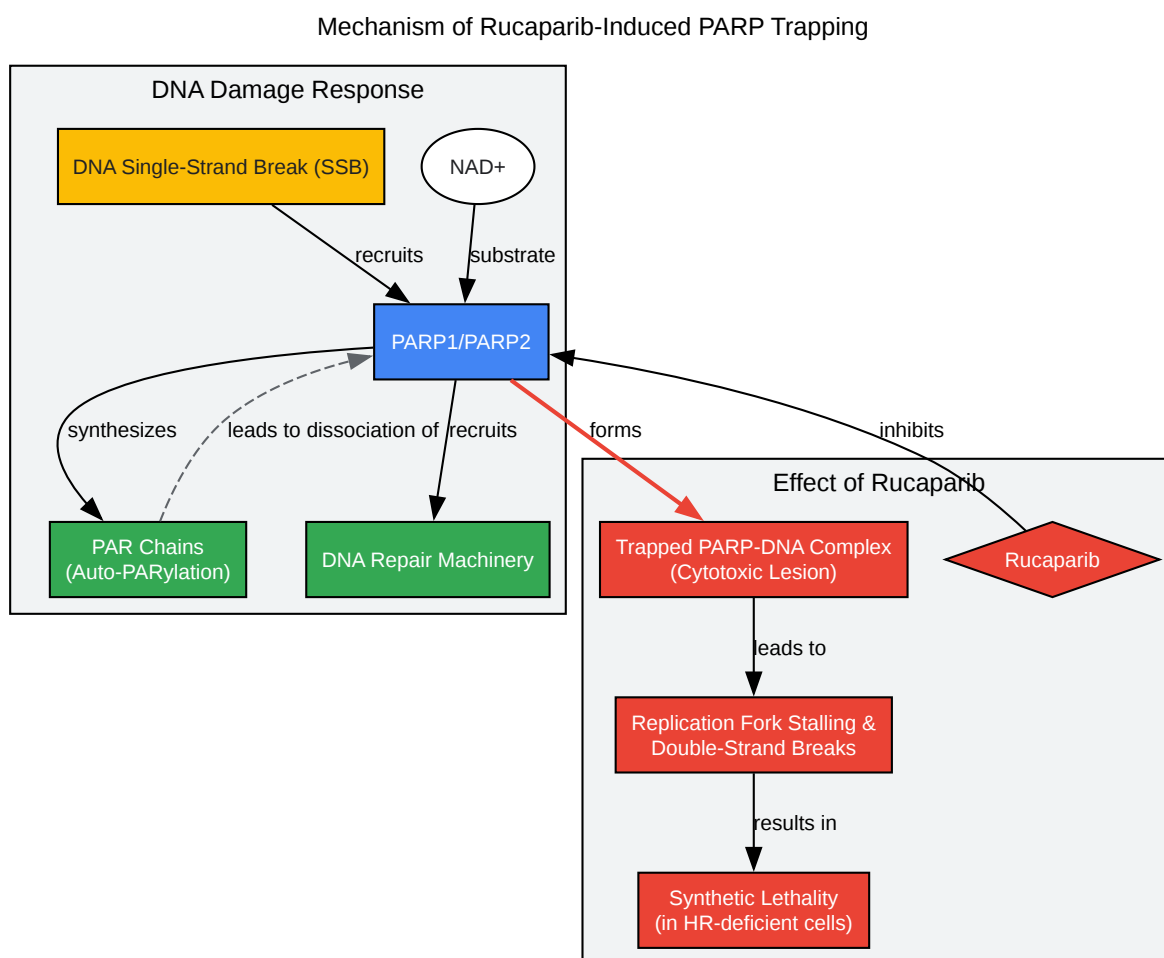 Mechanism of Rucaparib-Induced PARP Trapping
DNA Damage Response
DNA Single-Strand Break (SSB)
NAD+
recruits
substrate
PARP1/PARP2
synthesizes
leads to dissociation of
recruits
forms
inhibits
Effect of Rucaparib
PAR Chains
(Auto-PARylation)
DNA Repair Machinery
Trapped PARP-DNA Complex
(Cytotoxic Lesion)
Rucaparib
leads to
Replication Fork Stalling &
Double-Strand Breaks
results in
Synthetic Lethality
(in HR-deficient cells)